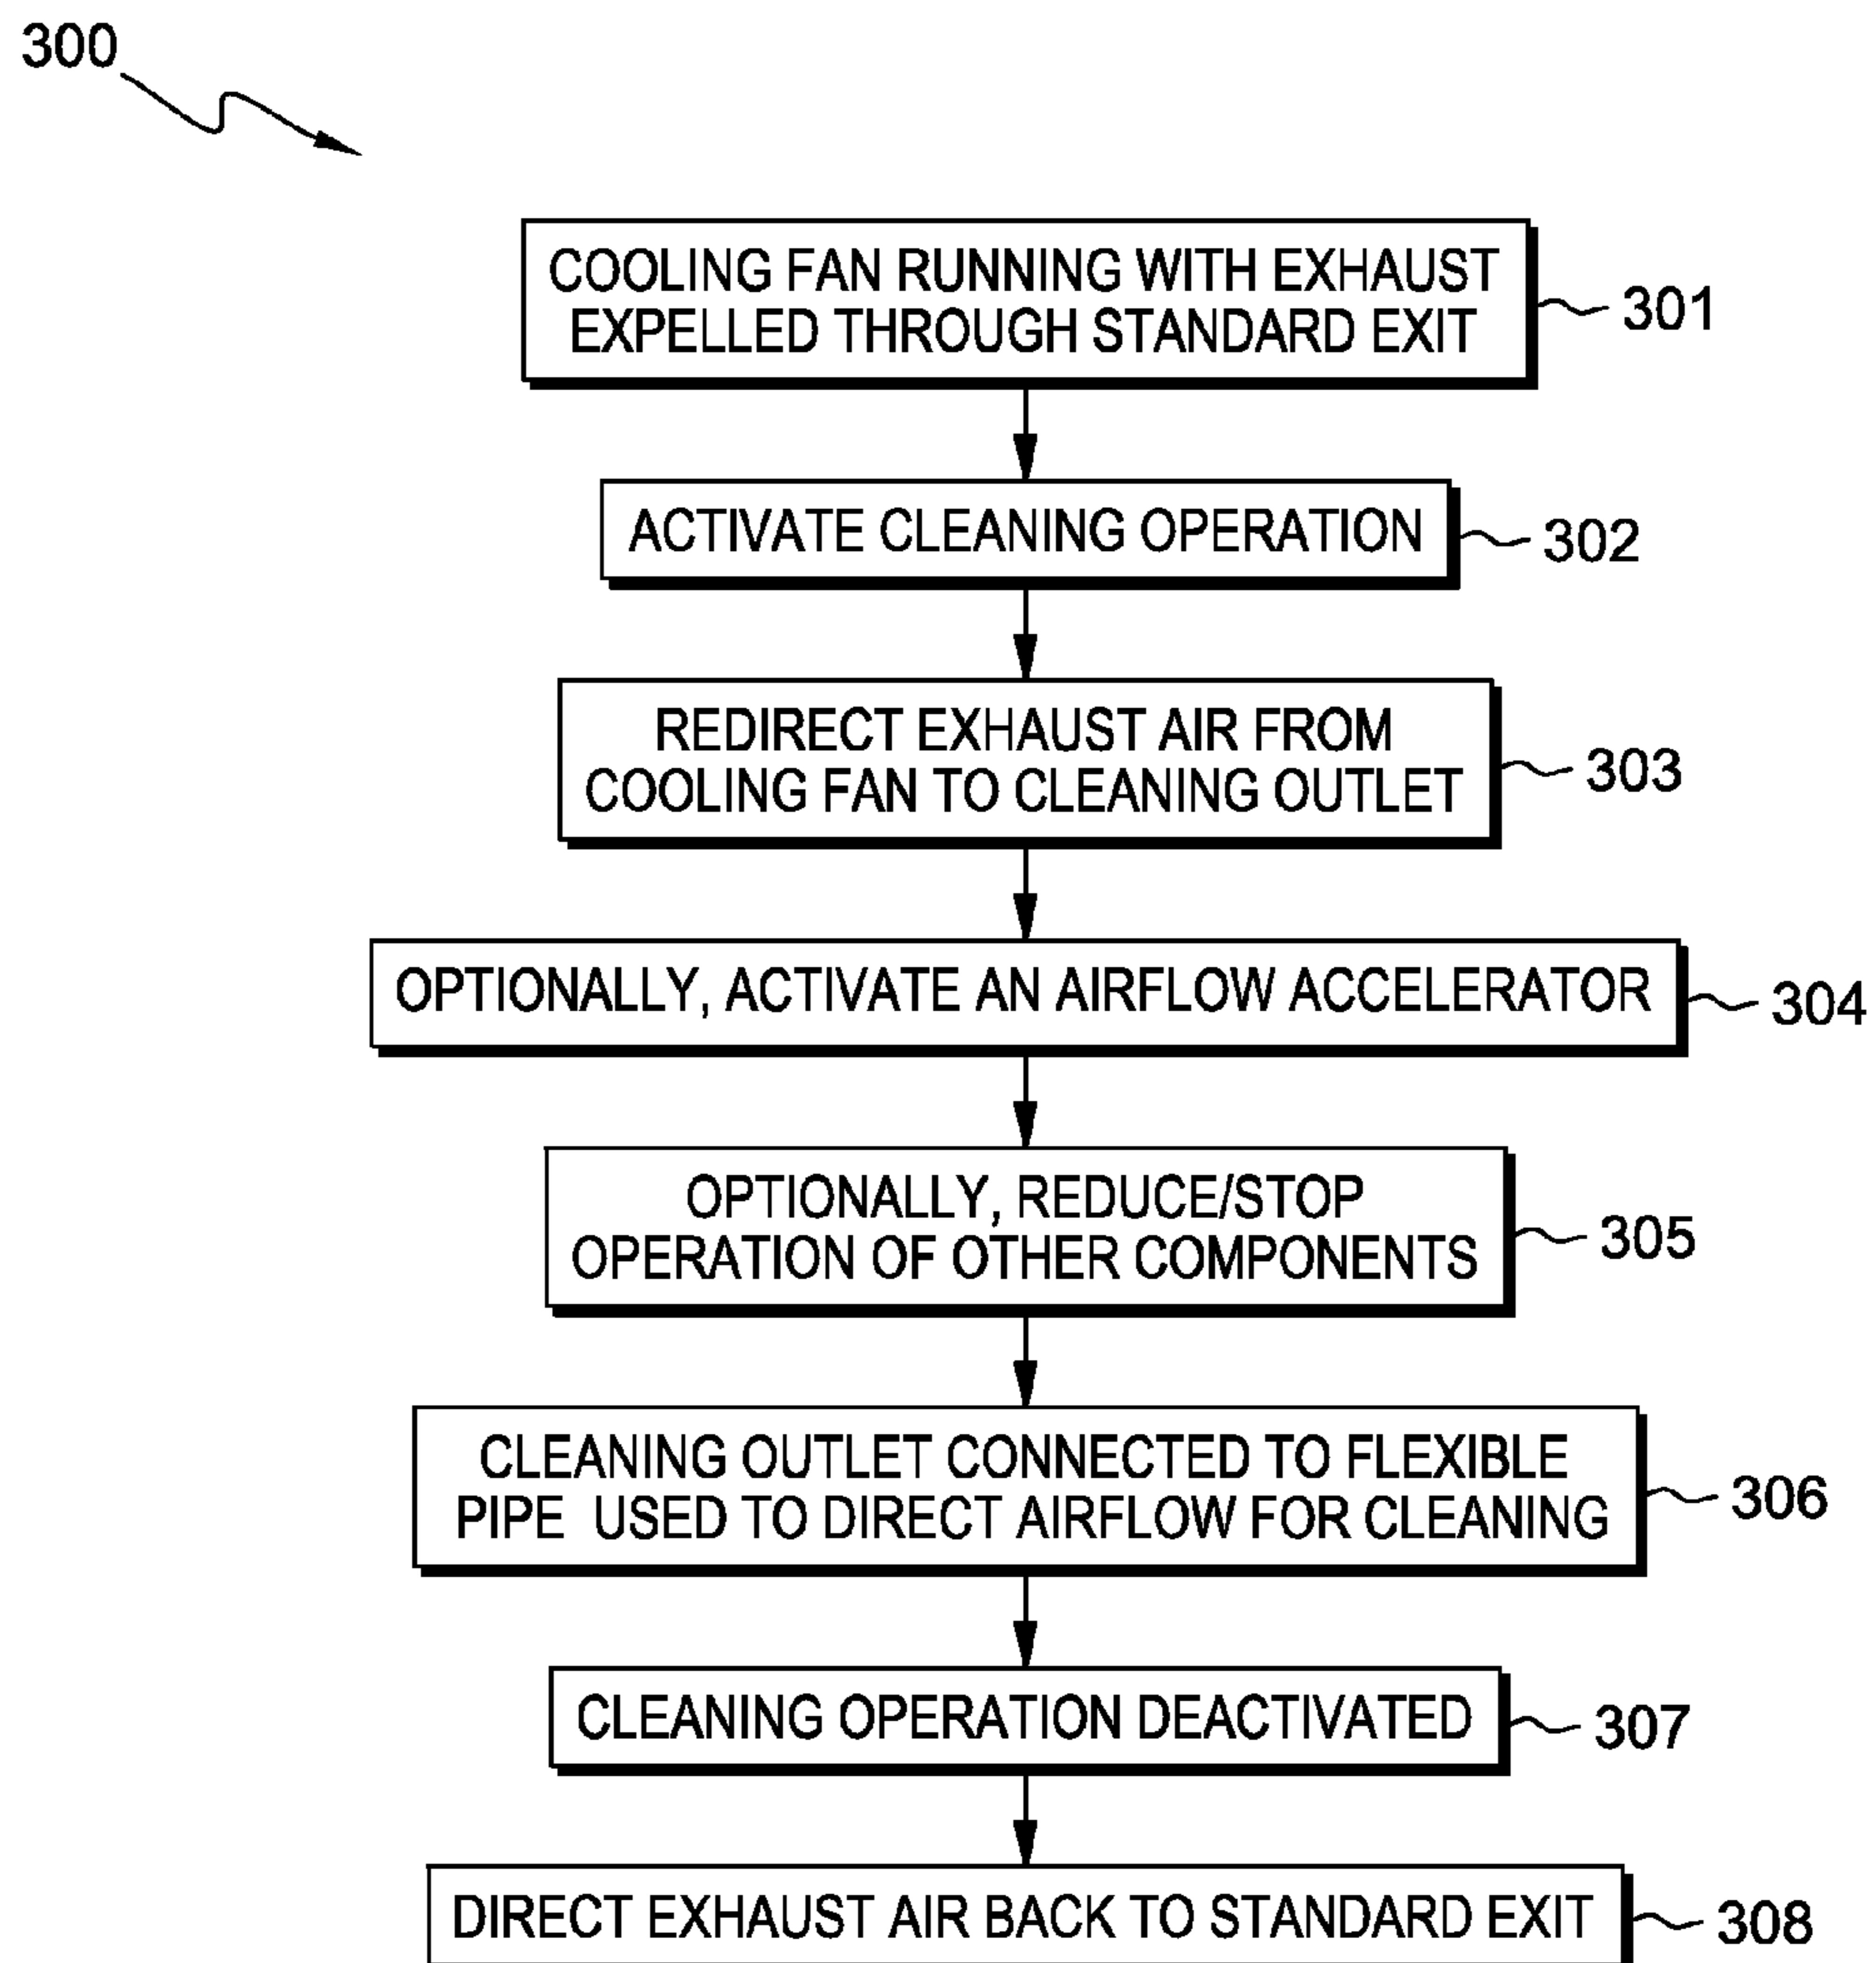 300
COOLING FAN RUNNING WITH EXHAUST
EXPELLED THROUGH STANDARD EXIT
301
ACTIVATE CLEANING OPERATION
302
REDIRECT EXHAUST AIR FROM
COOLING FAN TO CLEANING OUTLET
303
OPTIONALLY, ACTIVATE AN AIRFLOW ACCELERATOR
304
OPTIONALLY, REDUCE/STOP
OPERATION OF OTHER COMPONENTS
305
CLEANING OUTLET CONNECTED TO FLEXIBLE
PIPE USED TO DIRECT AIRFLOW FOR CLEANING
306
CLEANING OPERATION DEACTIVATED
307
DIRECT EXHAUST AIR BACK TO STANDARD EXIT
308